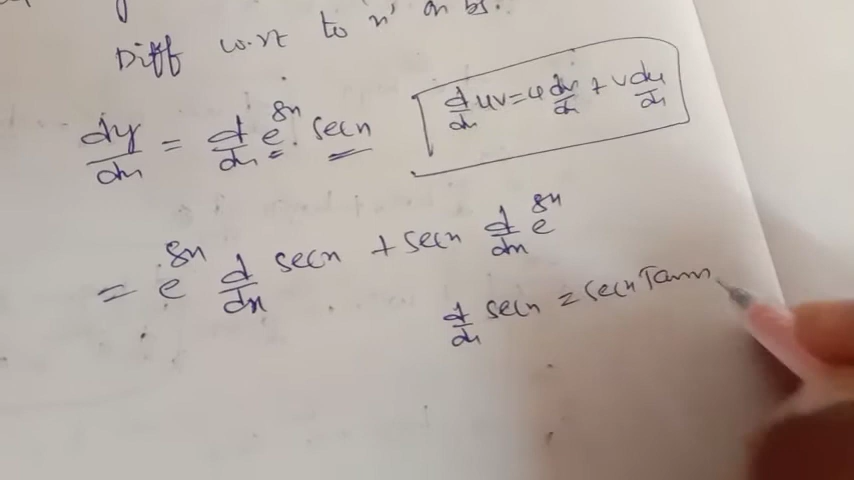 Diff w.r.t to 'x' on b.s.
dy/dx = d/dx e^8x . secx [d/dx uv = u dv/dx + v du/dx]
= e^8x d/dx secx + secx d/dx e^8x
d/dx secx = secx Tanx